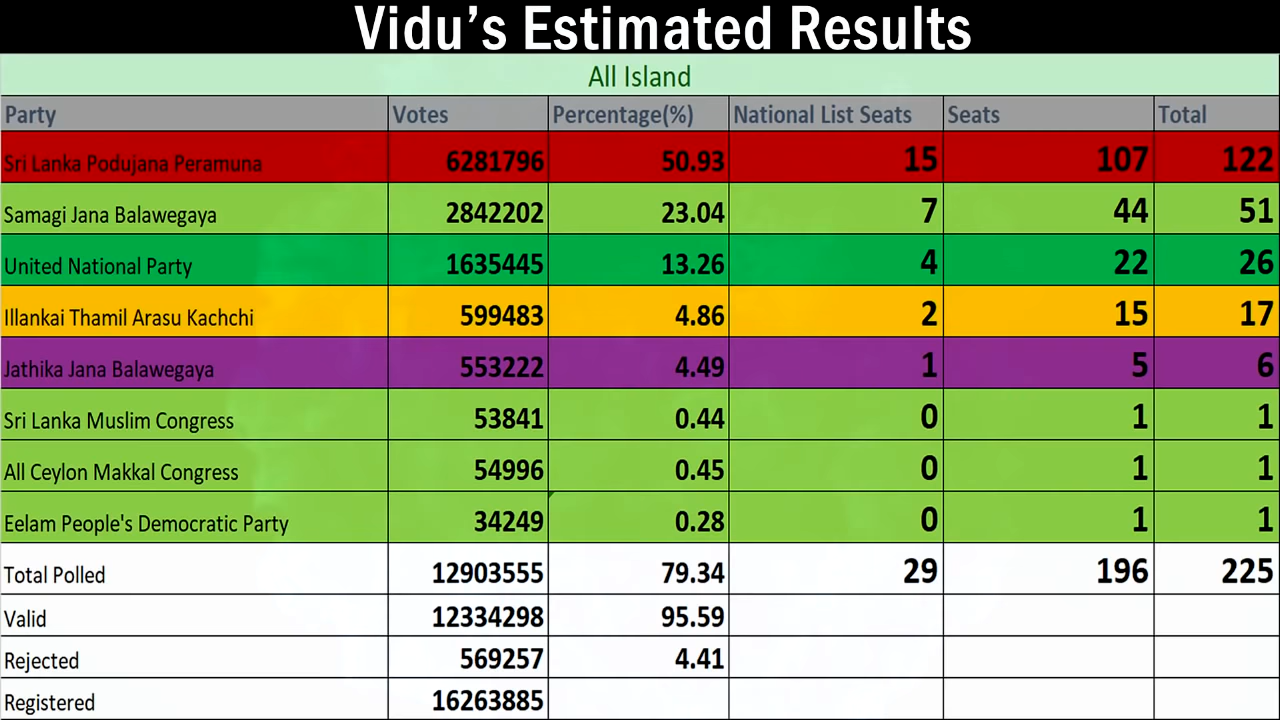 Vidu's Estimated Results
All Island
Party Votes Percentage(%) National List Seats Seats Total
Sri Lanka Podujana Peramuna 6281796 50.93 15 107 122
Samagi Jana Balawegaya 2842202 23.04 7 44 51
United National Party 1635445 13.26 4 22 26
Illankai Thamil Arasu Kachchi 599483 4.86 2 15 17
Jathika Jana Balawegaya 553222 4.49 1 5 6
Sri Lanka Muslim Congress 53841 0.44 0 1 1
All Ceylon Makkal Congress 54996 0.45 0 1 1
Eelam People's Democratic Party 34249 0.28 0 1 1
Total Polled 12903555 79.34 29 196 225
Valid 12334298 95.59
Rejected 569257 4.41
Registered 16263885